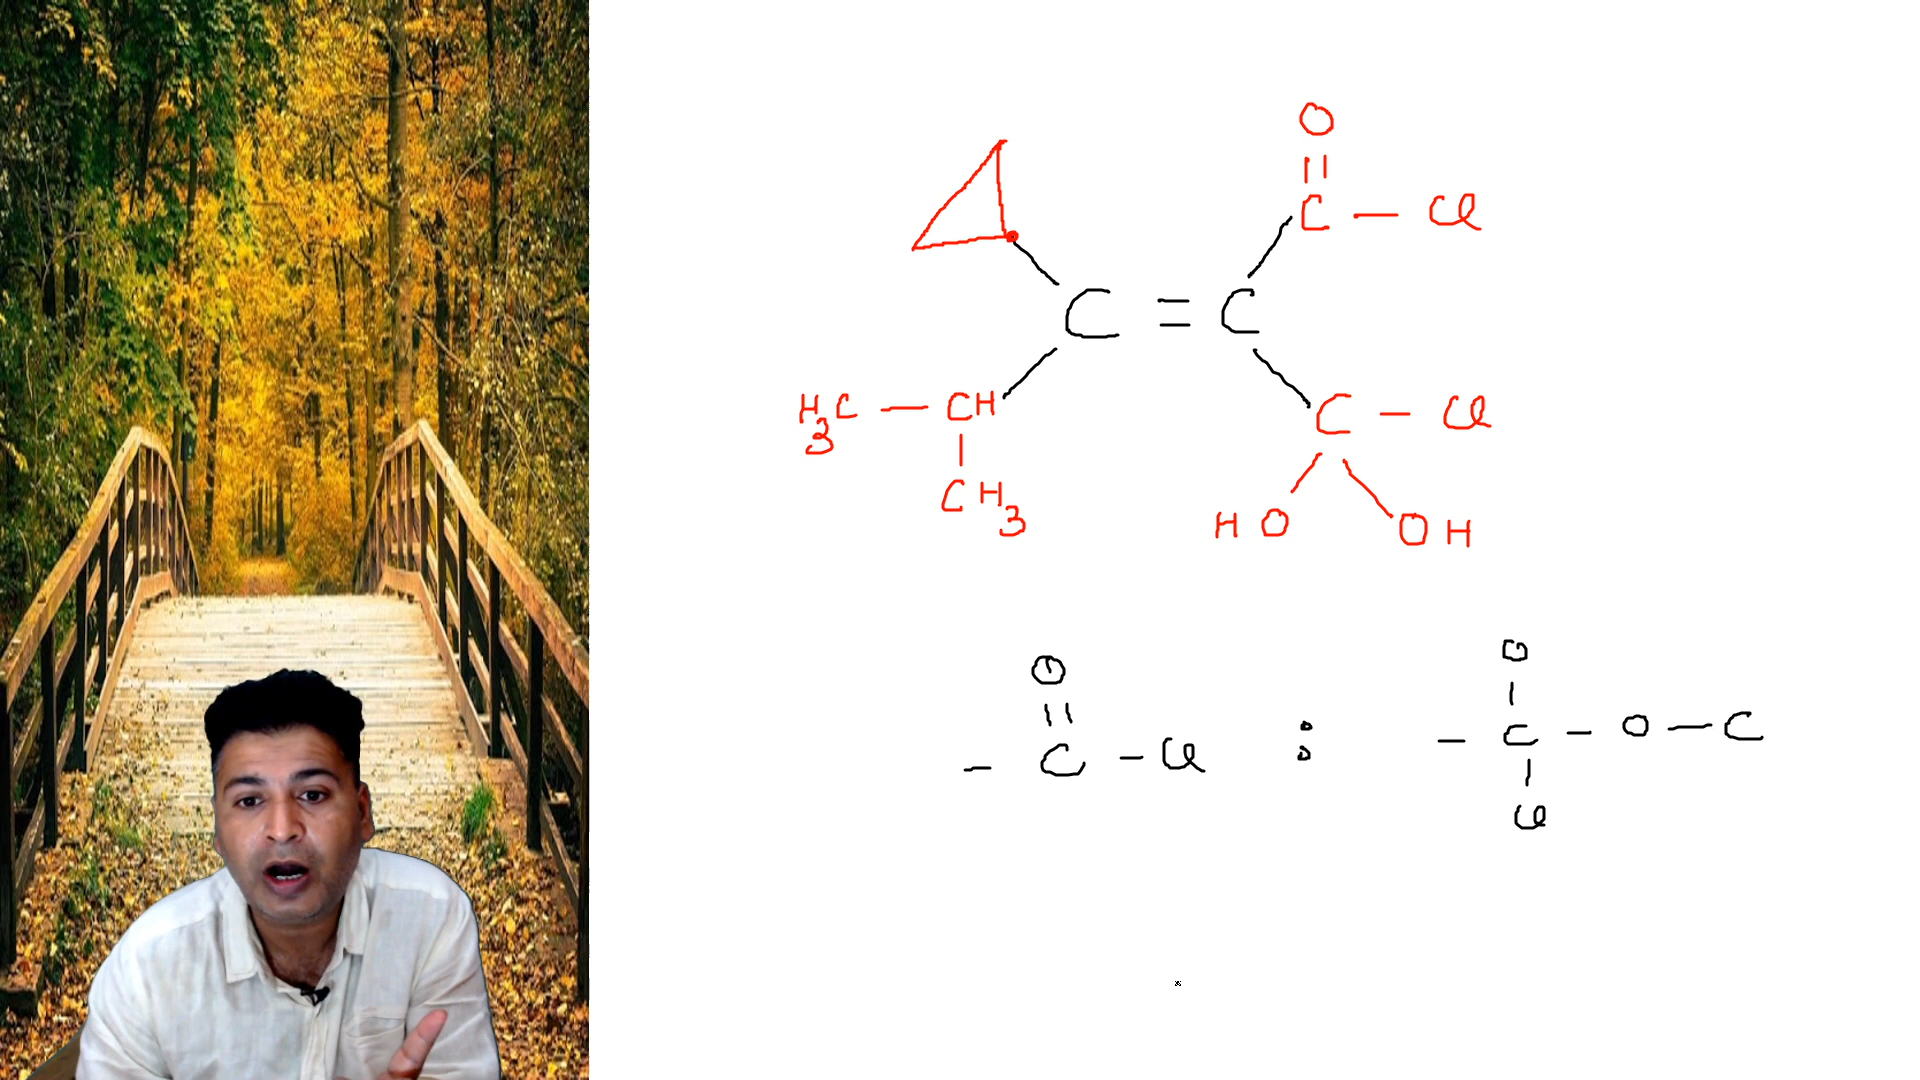 O
||
C — Cl
C = C
H3C — CH
|
CH3
C — Cl
HO OH
O
||
- C - Cl
:
O
|
- C - O — C
|
Cl